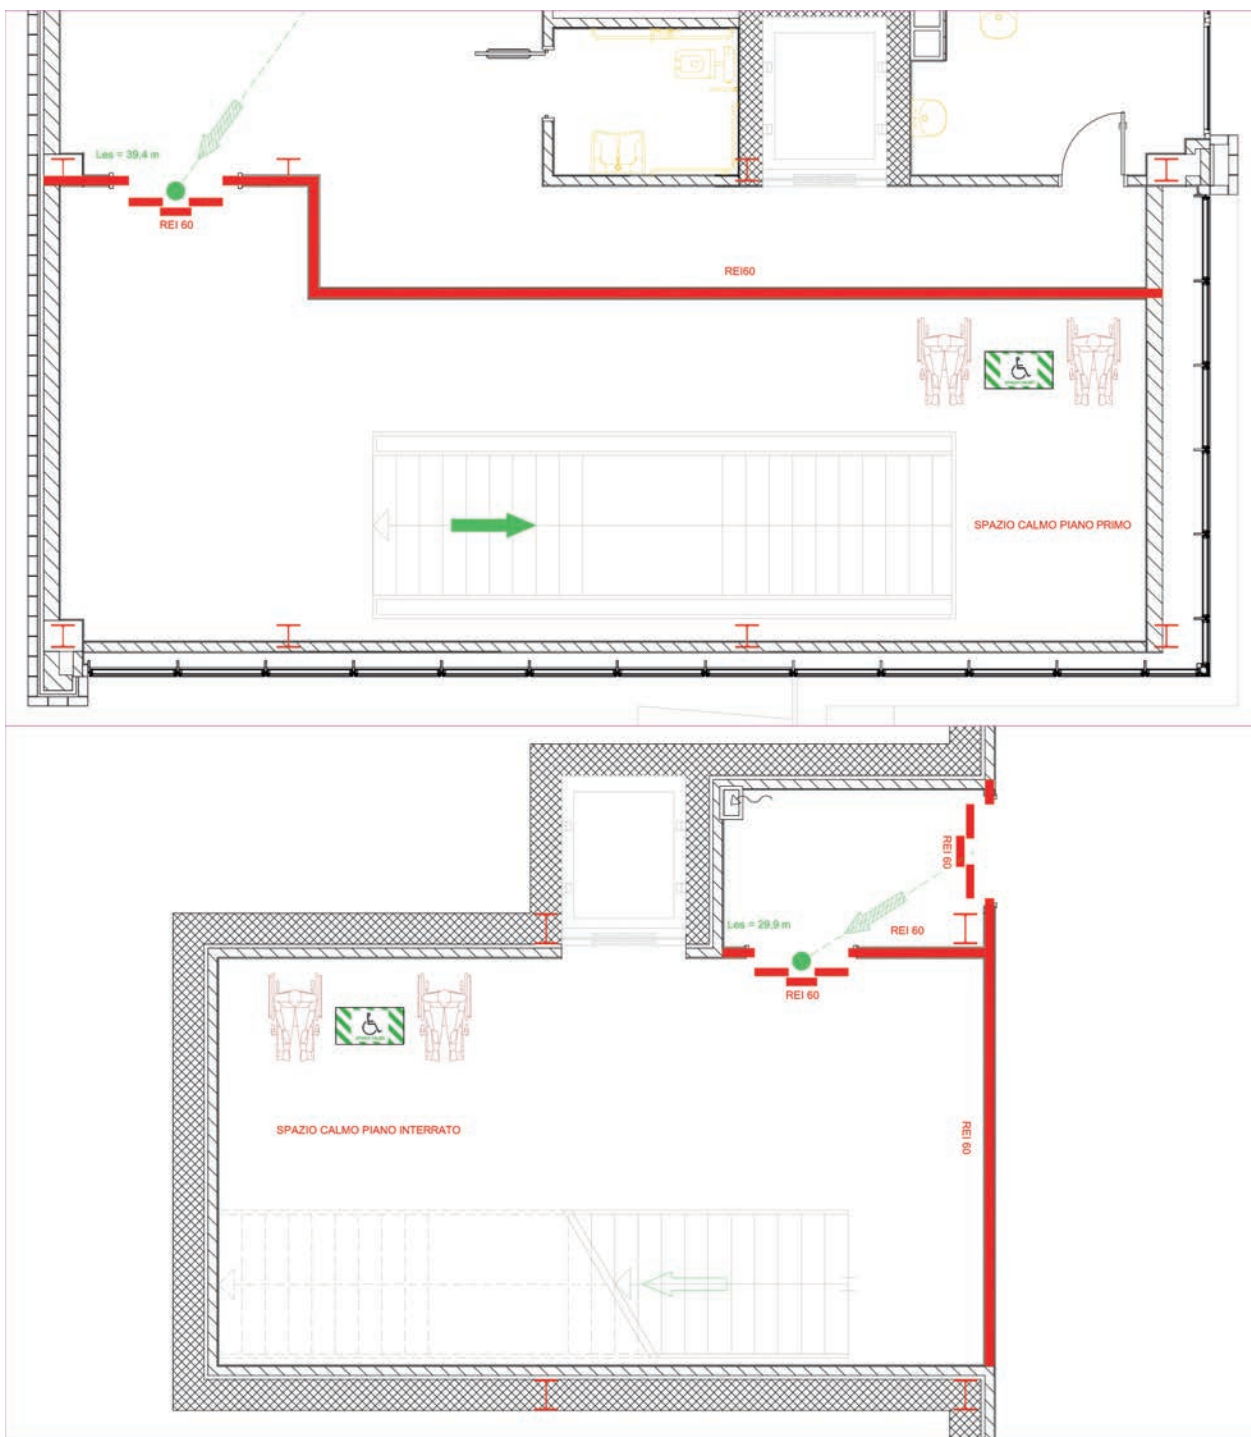 Les = 39,4 m
REI 60
REI60
SPAZIO CALMO PIANO PRIMO
REI 60
Les = 29,9 m
REI 60
REI 60
SPAZIO CALMO PIANO INTERRATO
REI 60